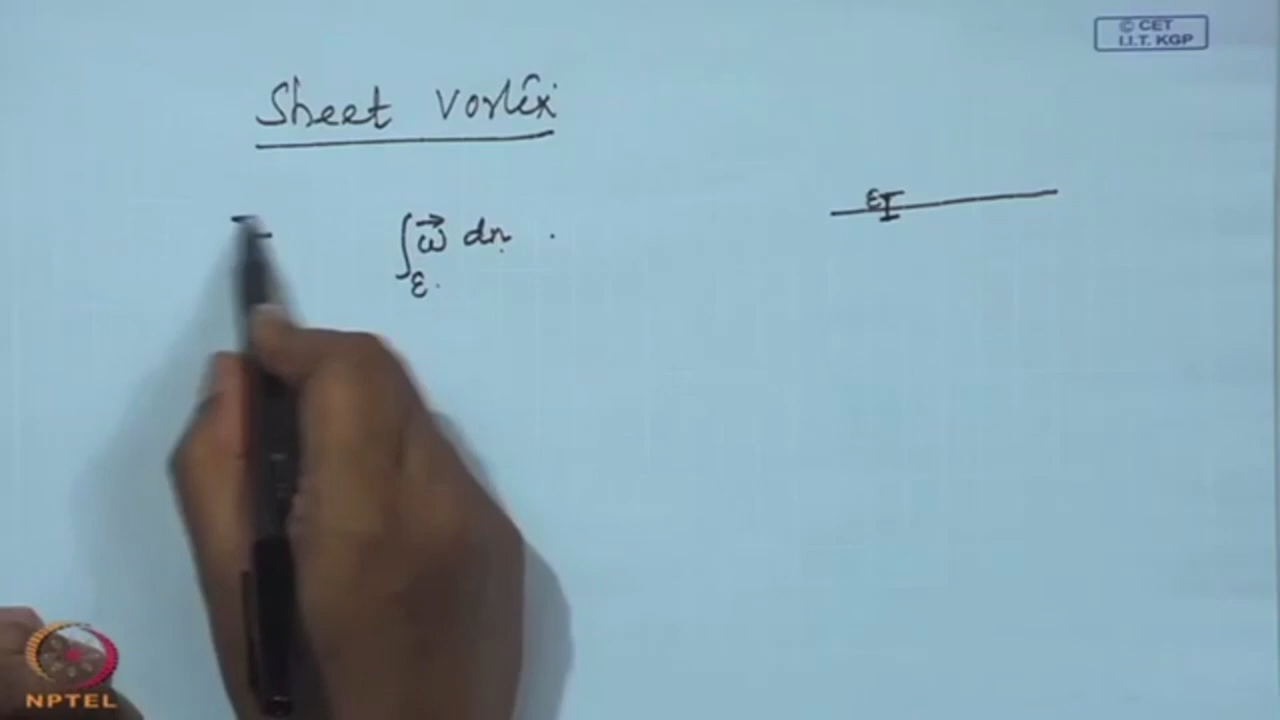 © CET
I.I.T. KGP
Sheet Vortex
ε
∫ε ω⃗ dn .
NPTEL